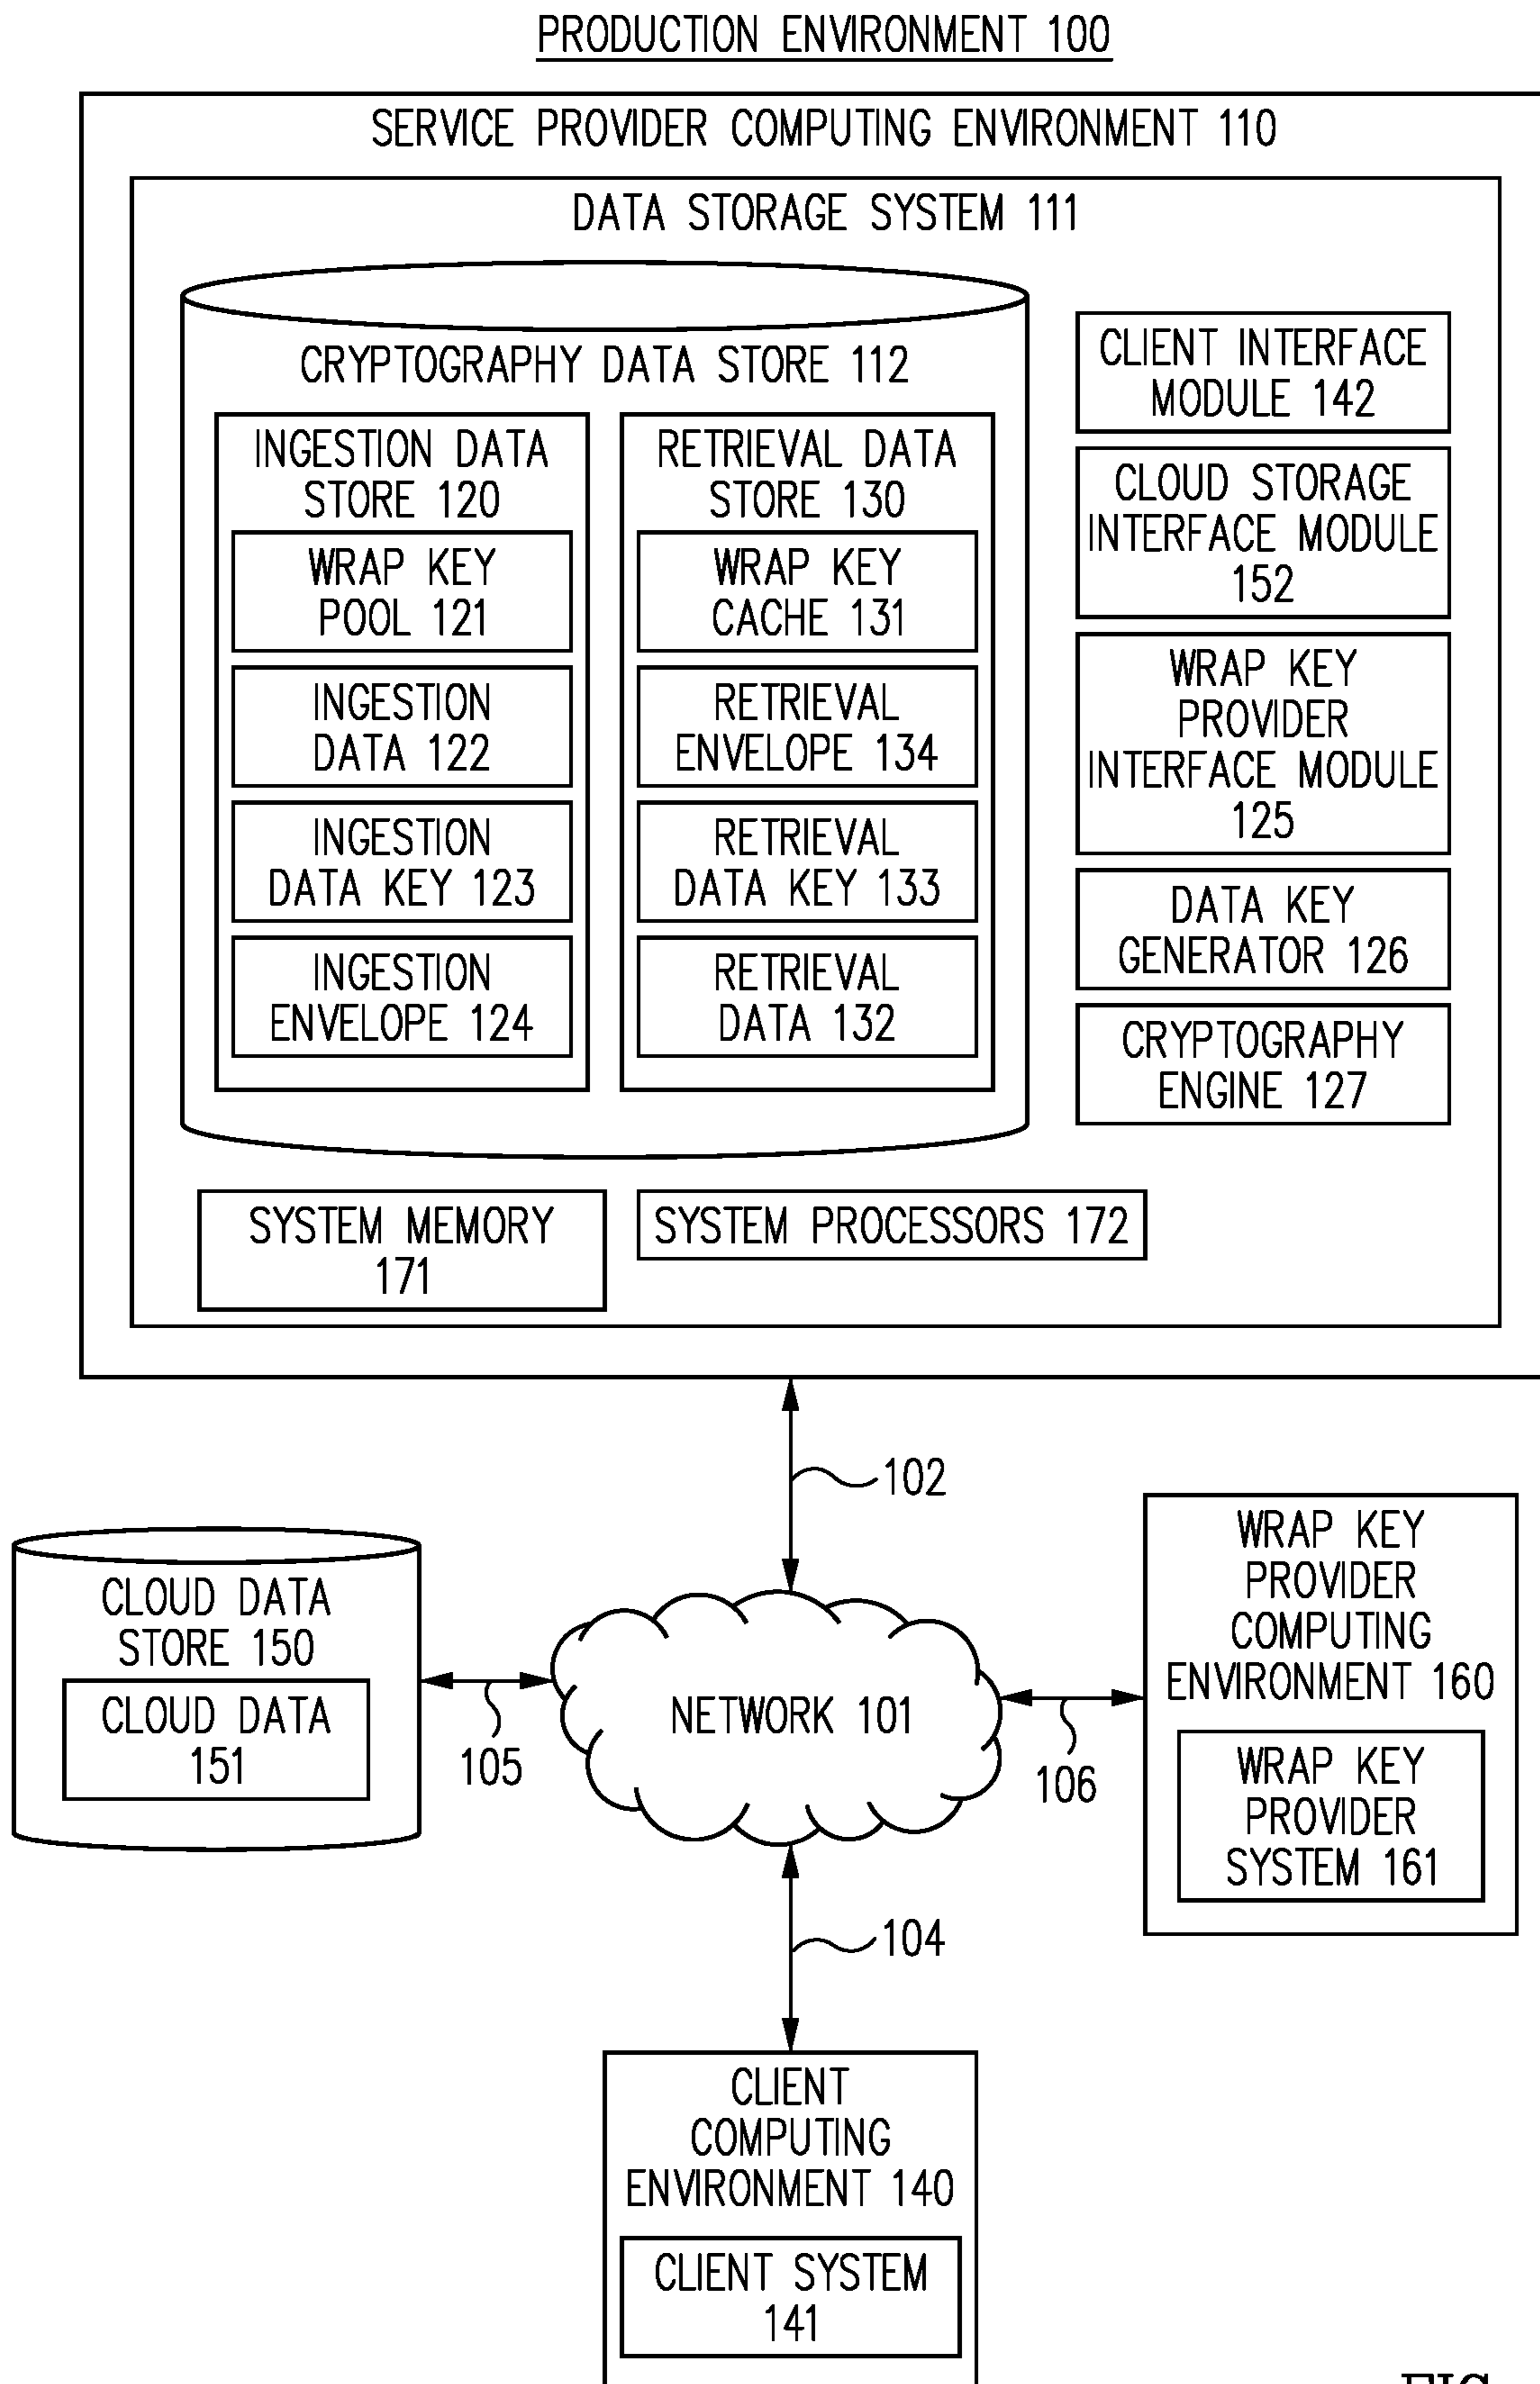 PRODUCTION ENVIRONMENT 100
SERVICE PROVIDER COMPUTING ENVIRONMENT 110
DATA STORAGE SYSTEM 111
CRYPTOGRAPHY DATA STORE 112
INGESTION DATA
STORE 120
WRAP KEY
POOL 121
INGESTION
DATA 122
INGESTION
DATA KEY 123
INGESTION
ENVELOPE 124
RETRIEVAL DATA
STORE 130
WRAP KEY
CACHE 131
RETRIEVAL
ENVELOPE 134
RETRIEVAL
DATA KEY 133
RETRIEVAL
DATA 132
CLIENT INTERFACE
MODULE 142
CLOUD STORAGE
INTERFACE MODULE
152
WRAP KEY
PROVIDER
INTERFACE MODULE
125
DATA KEY
GENERATOR 126
CRYPTOGRAPHY
ENGINE 127
SYSTEM MEMORY
171
SYSTEM PROCESSORS 172
102
CLOUD DATA
STORE 150
CLOUD DATA
151
105
NETWORK 101
106
WRAP KEY
PROVIDER
COMPUTING
ENVIRONMENT 160
WRAP KEY
PROVIDER
SYSTEM 161
104
CLIENT
COMPUTING
ENVIRONMENT 140
CLIENT SYSTEM
141